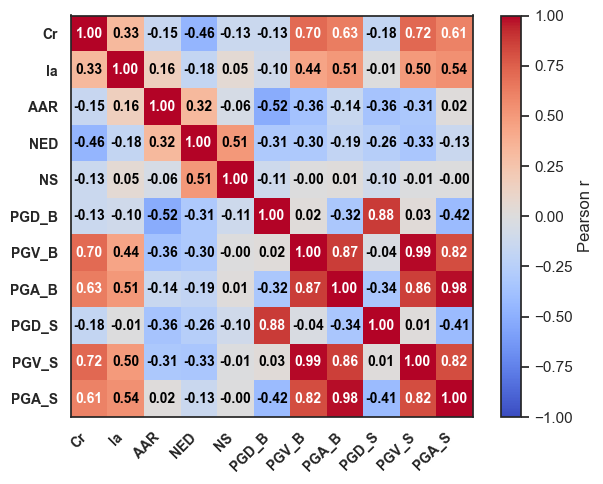 Cr 1.00 0.33 -0.15 -0.46 -0.13 -0.13 0.70 0.63 -0.18 0.72 0.61
Ia 0.33 1.00 0.16 -0.18 0.05 -0.10 0.44 0.51 -0.01 0.50 0.54
AAR -0.15 0.16 1.00 0.32 -0.06 -0.52 -0.36 -0.14 -0.36 -0.31 0.02
NED -0.46 -0.18 0.32 1.00 0.51 -0.31 -0.30 -0.19 -0.26 -0.33 -0.13
NS -0.13 0.05 -0.06 0.51 1.00 -0.11 -0.00 0.01 -0.10 -0.01 -0.00
PGD_B -0.13 -0.10 -0.52 -0.31 -0.11 1.00 0.02 -0.32 0.88 0.03 -0.42
PGV_B 0.70 0.44 -0.36 -0.30 -0.00 0.02 1.00 0.87 -0.04 0.99 0.82
PGA_B 0.63 0.51 -0.14 -0.19 0.01 -0.32 0.87 1.00 -0.34 0.86 0.98
PGD_S -0.18 -0.01 -0.36 -0.26 -0.10 0.88 -0.04 -0.34 1.00 0.01 -0.41
PGV_S 0.72 0.50 -0.31 -0.33 -0.01 0.03 0.99 0.86 0.01 1.00 0.82
PGA_S 0.61 0.54 0.02 -0.13 -0.00 -0.42 0.82 0.98 -0.41 0.82 1.00
Cr Ia AAR NED NS PGD_B PGV_B PGA_B PGD_S PGV_S PGA_S
1.00
0.75
0.50
0.25
0.00
−0.25
−0.50
−0.75
−1.00
Pearson r